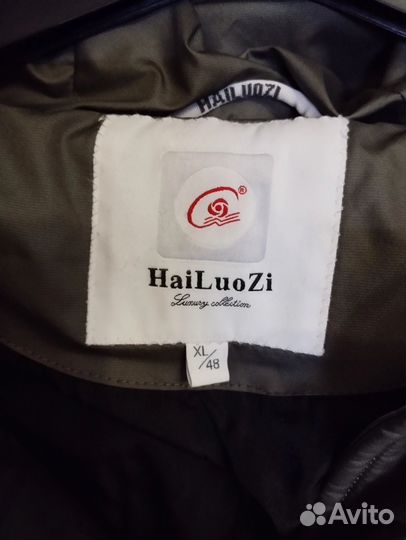 HAILUOZI
®
HaiLuoZi
Luxury collection
XL/48
Avito